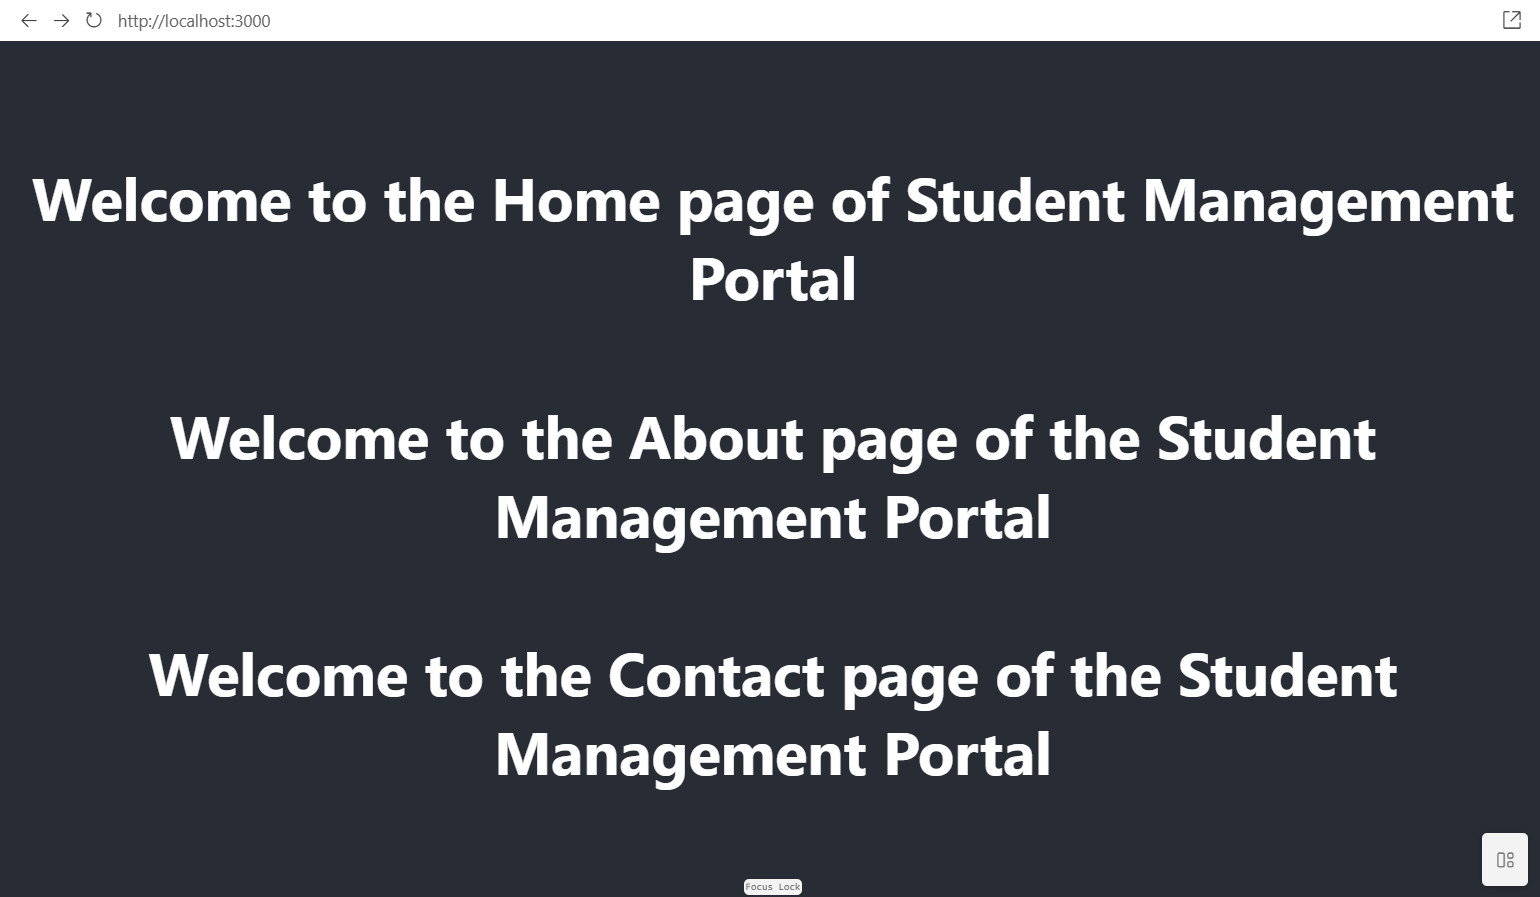 http://localhost:3000
Welcome to the Home page of Student Management
Portal
Welcome to the About page of the Student
Management Portal
Welcome to the Contact page of the Student
Management Portal
Focus Lock